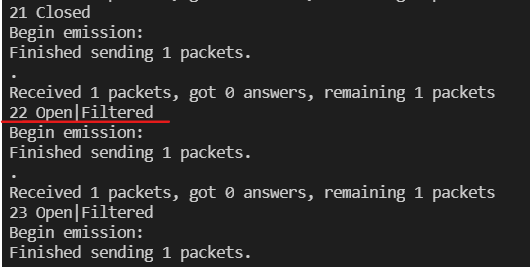 21 Closed
Begin emission:
Finished sending 1 packets.
.
Received 1 packets, got 0 answers, remaining 1 packets
22 Open|Filtered
Begin emission:
Finished sending 1 packets.
.
Received 1 packets, got 0 answers, remaining 1 packets
23 Open|Filtered
Begin emission:
Finished sending 1 packets.